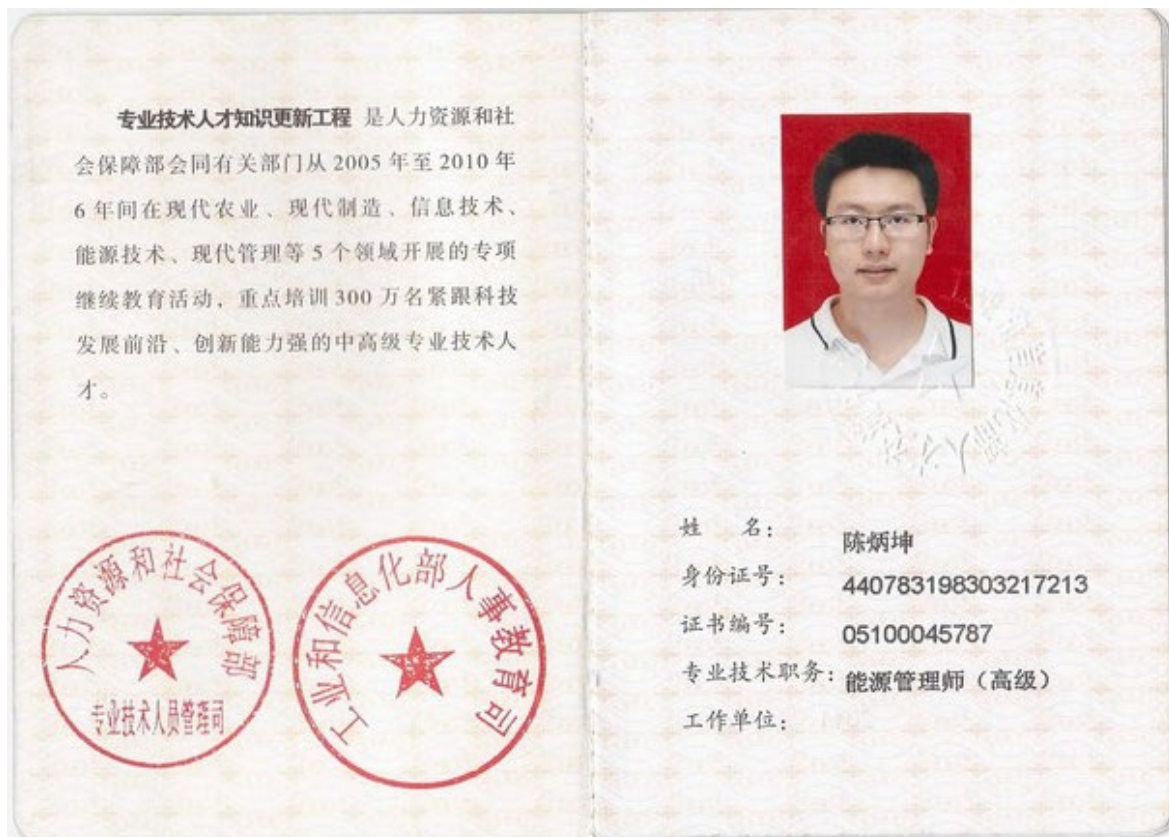 专业技术人才知识更新工程 是人力资源和社
会保障部会同有关部门从 2005 年至 2010 年
6 年间在现代农业、现代制造、信息技术、
能源技术、现代管理等 5 个领域开展的专项
继续教育活动，重点培训 300 万名紧跟科技
发展前沿、创新能力强的中高级专业技术人
才。
人力资源和社会保障部
专业技术人员管理司
工业和信息化部人事教育司
姓 名： 陈炳坤
身份证号： 440783198303217213
证书编号： 05100045787
专业技术职务：能源管理师（高级）
工作单位：